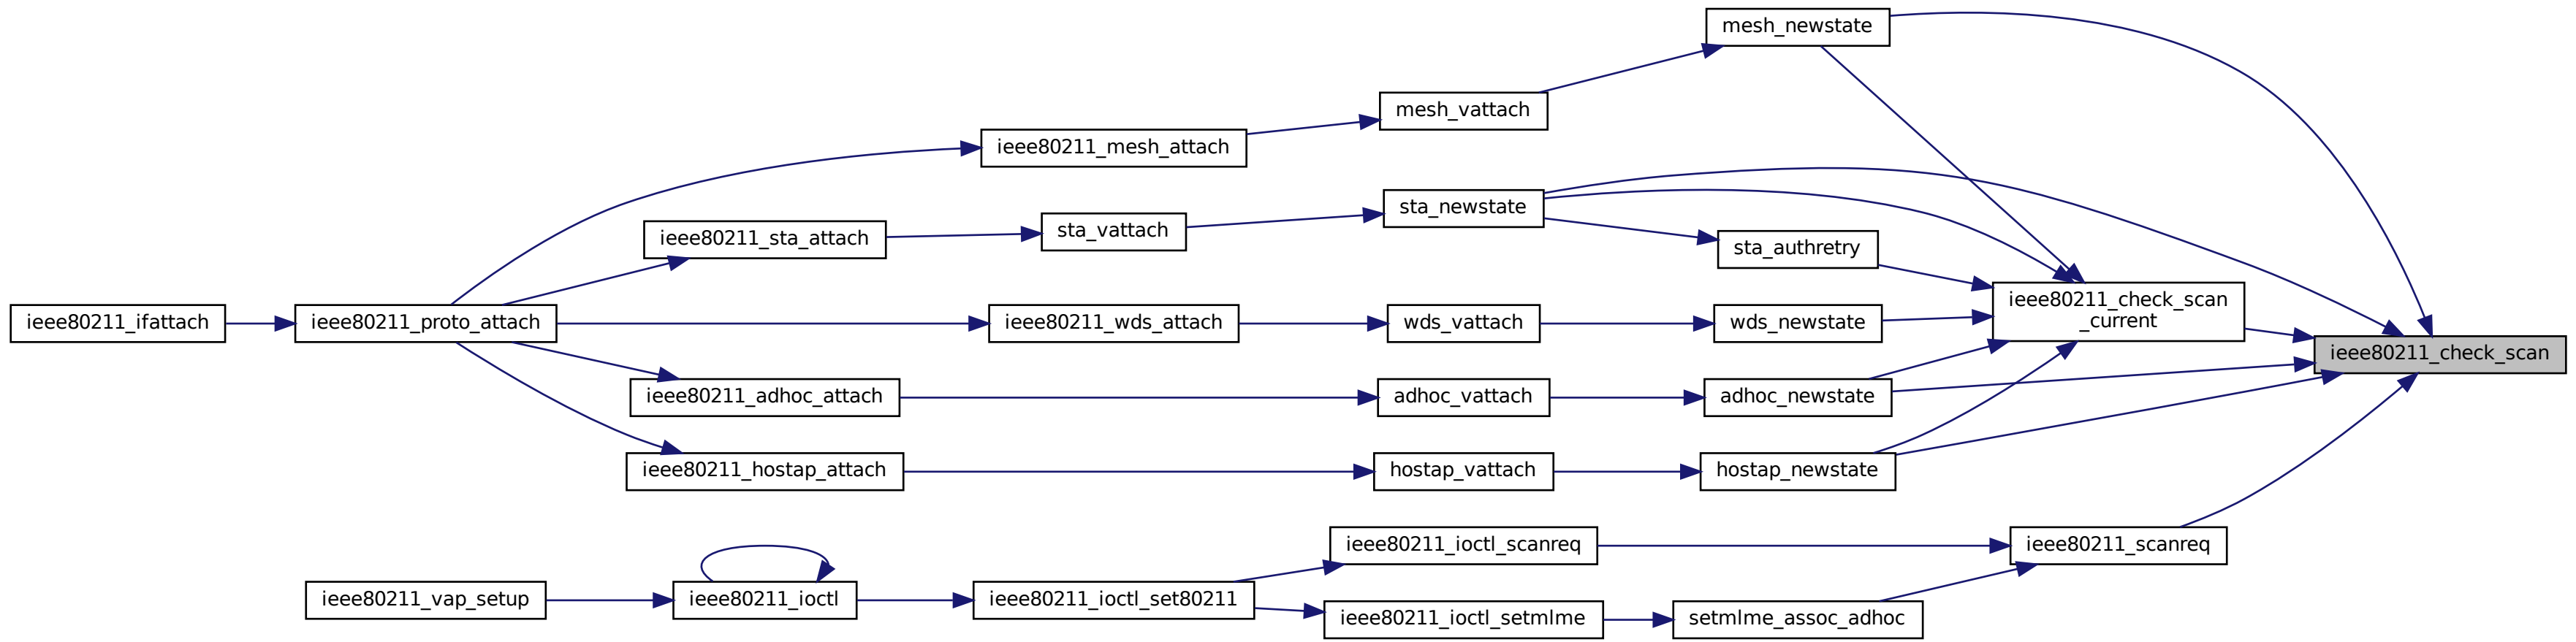 mesh_newstate
mesh_vattach
ieee80211_mesh_attach
sta_newstate
sta_vattach
ieee80211_sta_attach
sta_authretry
ieee80211_check_scan
_current
ieee80211_ifattach
ieee80211_proto_attach
ieee80211_wds_attach
wds_vattach
wds_newstate
ieee80211_check_scan
ieee80211_adhoc_attach
adhoc_vattach
adhoc_newstate
ieee80211_hostap_attach
hostap_vattach
hostap_newstate
ieee80211_ioctl_scanreq
ieee80211_scanreq
ieee80211_vap_setup
ieee80211_ioctl
ieee80211_ioctl_set80211
ieee80211_ioctl_setmlme
setmlme_assoc_adhoc